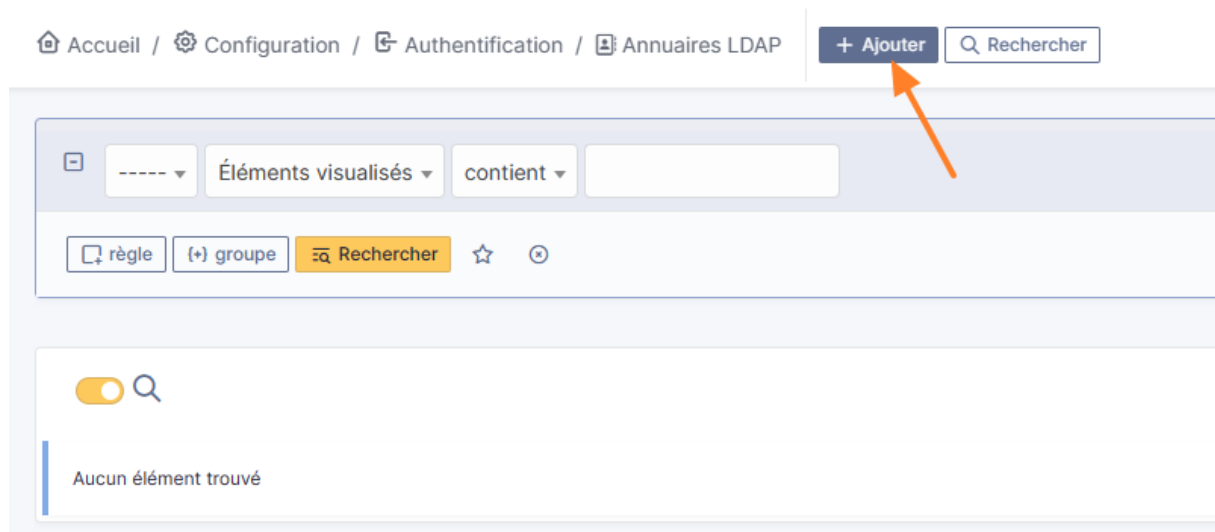 Accueil / Configuration / Authentification / Annuaires LDAP + Ajouter Rechercher
----- Éléments visualisés contient
règle {+} groupe Rechercher
Aucun élément trouvé